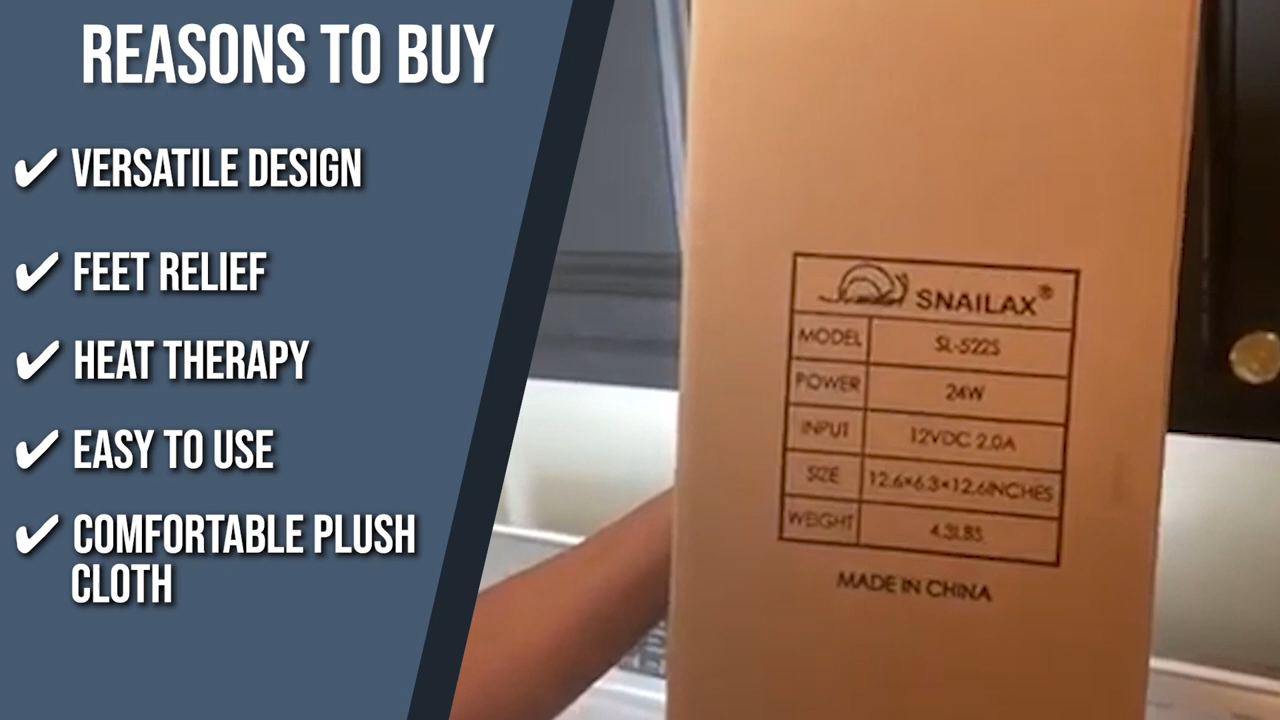 REASONS TO BUY
✔ VERSATILE DESIGN
✔ FEET RELIEF
✔ HEAT THERAPY
✔ EASY TO USE
✔ COMFORTABLE PLUSH
CLOTH
SNAILAX®
MODEL SL-522S
POWER 24W
INPUT 12VDC 2.0A
SIZE 12.6×6.3×12.6INCHES
WEIGHT 4.3LBS
MADE IN CHINA